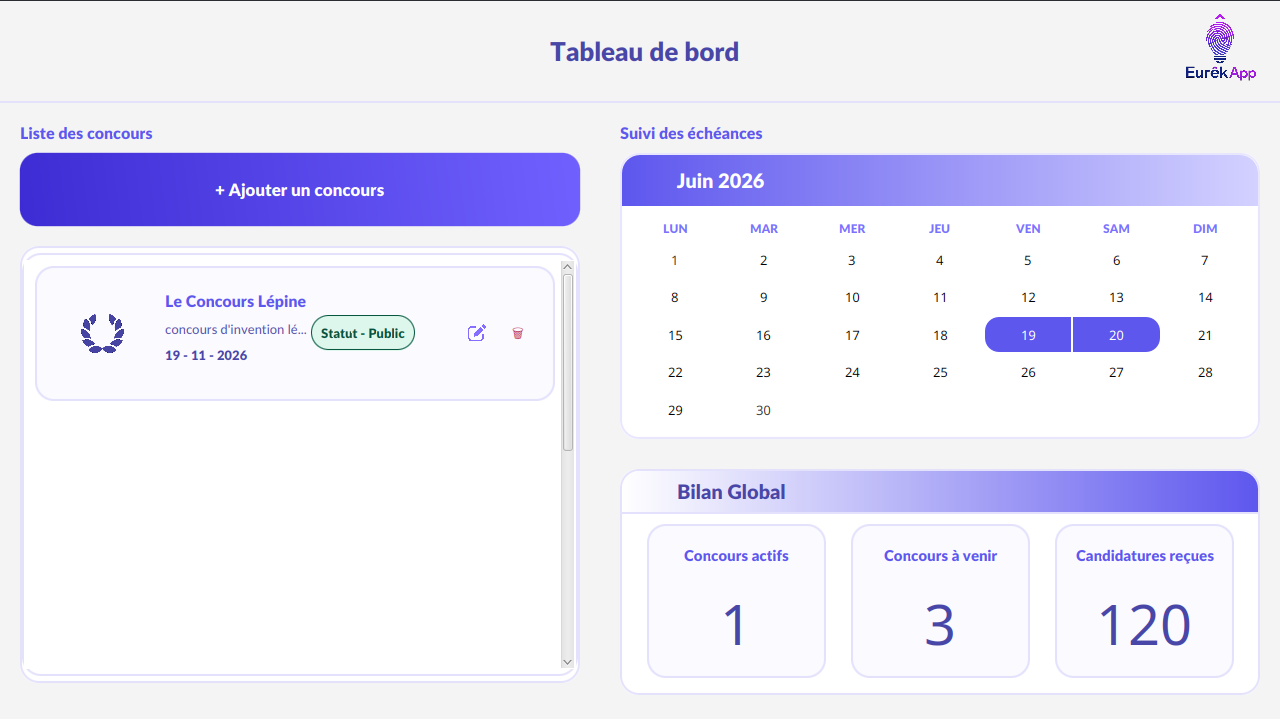 Tableau de bord
EurêkApp
Liste des concours
+ Ajouter un concours
Le Concours Lépine
concours d'invention lé...
Statut - Public
19 - 11 - 2026
Suivi des échéances
Juin 2026
LUN MAR MER JEU VEN SAM DIM
1 2 3 4 5 6 7
8 9 10 11 12 13 14
15 16 17 18 19 20 21
22 23 24 25 26 27 28
29 30
Bilan Global
Concours actifs
1
Concours à venir
3
Candidatures reçues
120